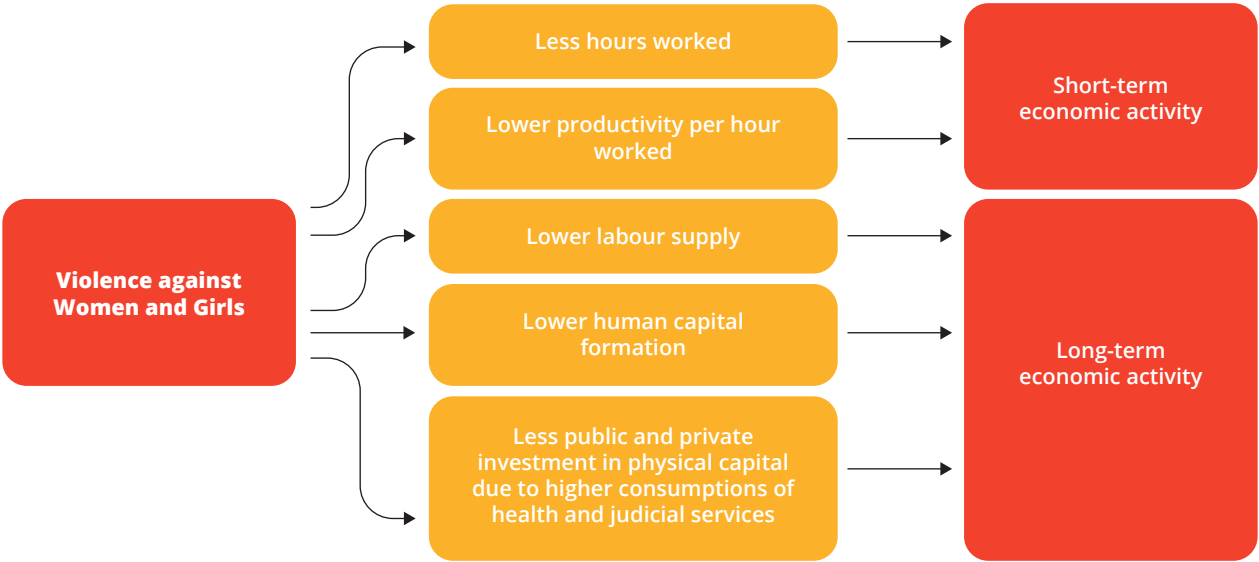 Less hours worked
Short-term
economic activity
Lower productivity per hour
worked
Violence against
Women and Girls
Lower labour supply
Lower human capital
formation
Long-term
economic activity
Less public and private
investment in physical capital
due to higher consumptions of
health and judicial services